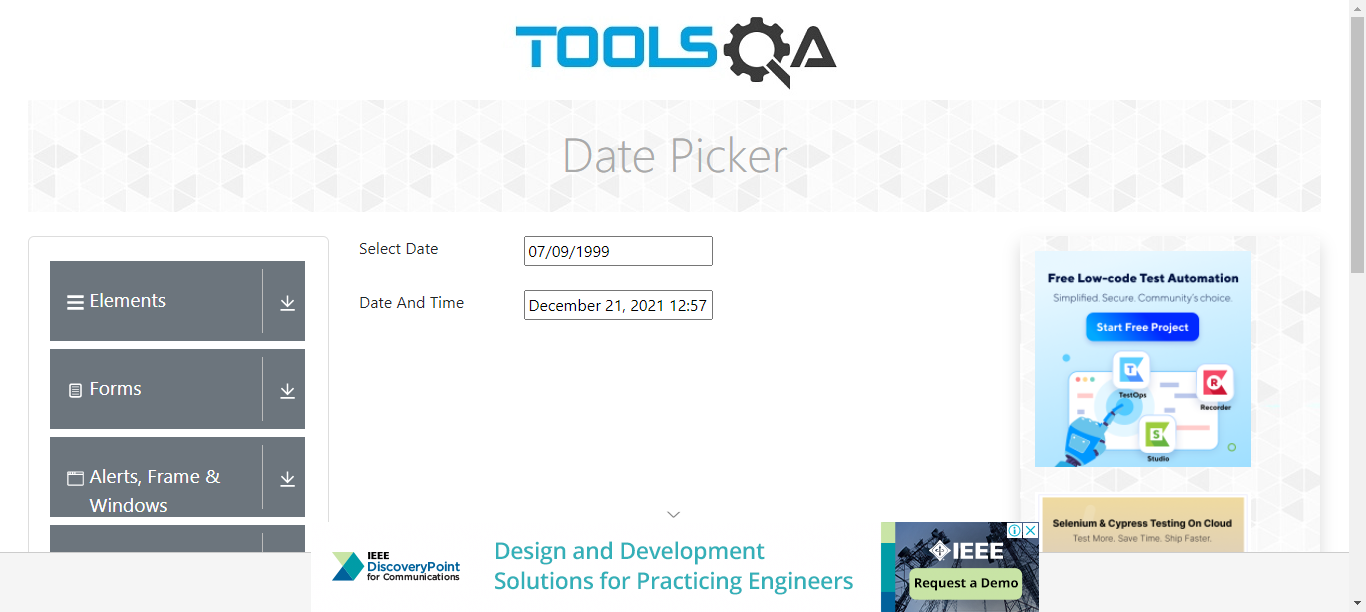 TOOLSQA
Date Picker
Elements
Forms
Alerts, Frame &
Windows
Select Date
07/09/1999
Date And Time
December 21, 2021 12:57
Free Low-code Test Automation
Simplified. Secure. Community's choice.
Start Free Project
T
TestOps
R
Recorder
S
Studio
Selenium & Cypress Testing On Cloud
Test More. Save Time. Ship Faster.
IEEE
DiscoveryPoint
for Communications
Design and Development
Solutions for Practicing Engineers
IEEE
Request a Demo